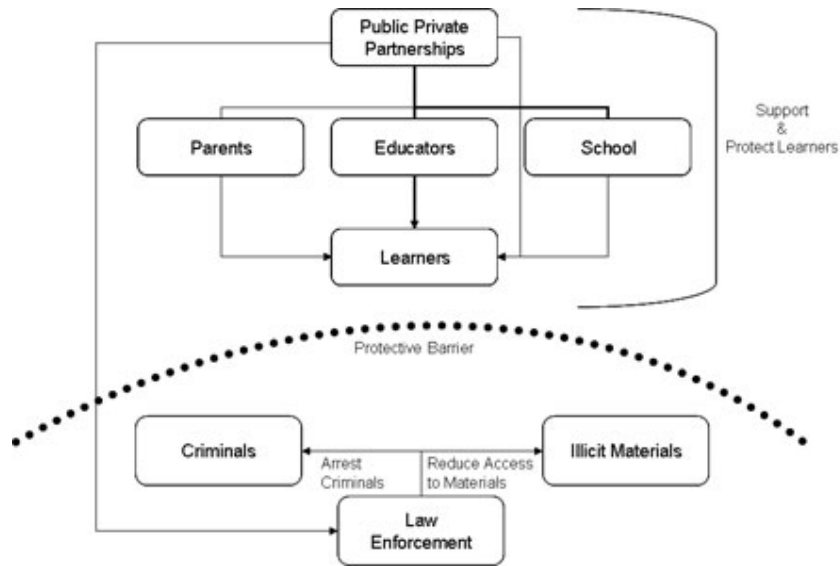 Public Private
Partnerships
Support
&
Protect Learners
Parents
Educators
School
Learners
Protective Barrier
Criminals
Illicit Materials
Arrest
Criminals
Reduce Access
to Materials
Law
Enforcement